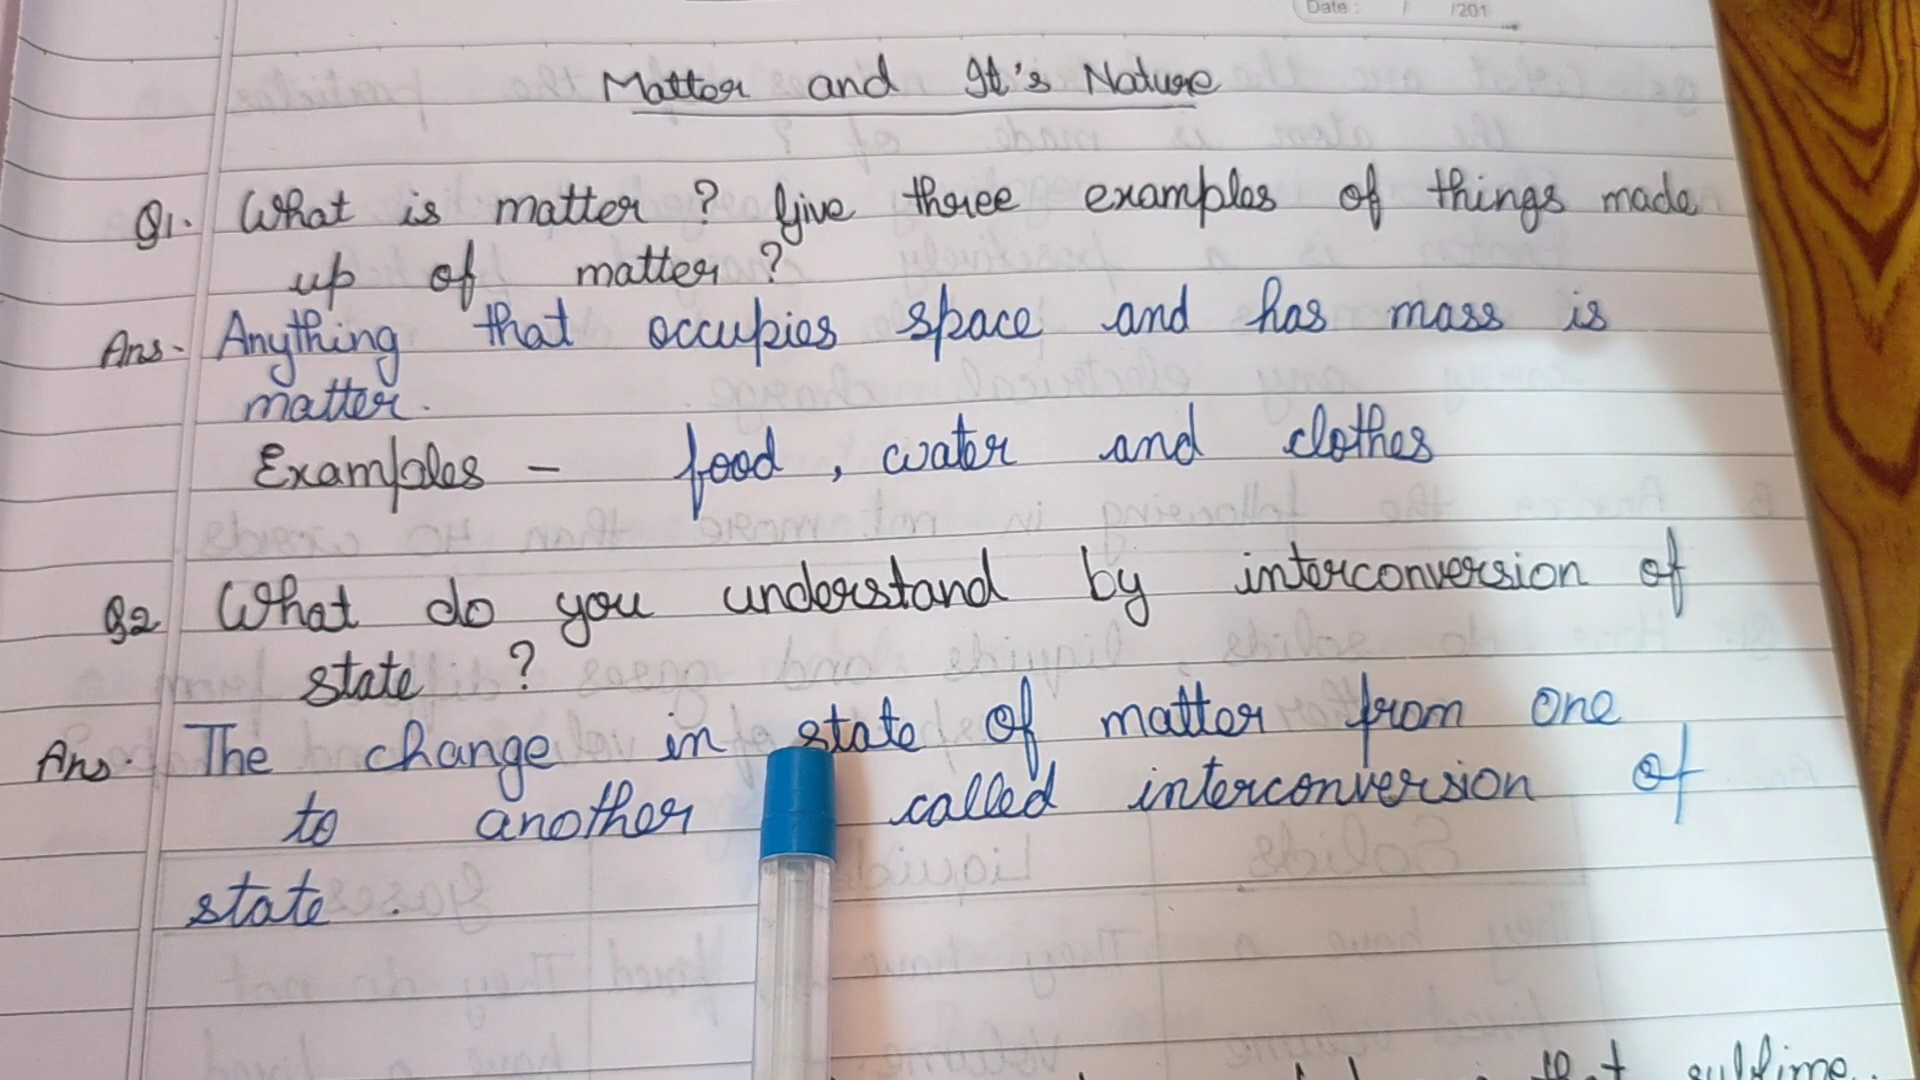 Date : / /201
Matter and It's Nature
Q1. What is matter ? Give three examples of things made
up of matter ?
Ans. Anything that occupies space and has mass is
matter.
Examples – food , water and clothes
Q2 What do you understand by interconversion of
state ?
Ans. The change in state of matter from one
to another called interconversion of
state .
sublime.